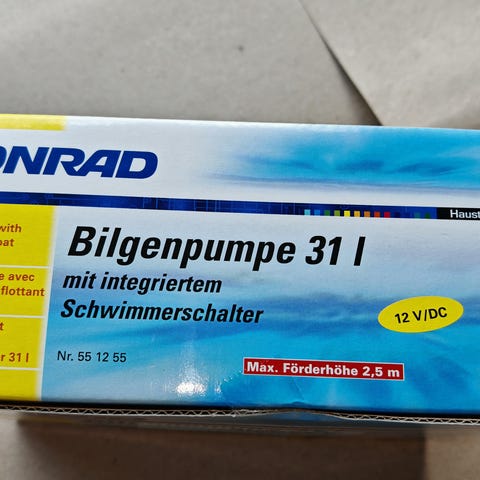 ONRAD
Haust
with
oat
e avec
flottant
t
r 31 l
Bilgenpumpe 31 l
mit integriertem
Schwimmerschalter
12 V/DC
Nr. 55 12 55
Max. Förderhöhe 2,5 m